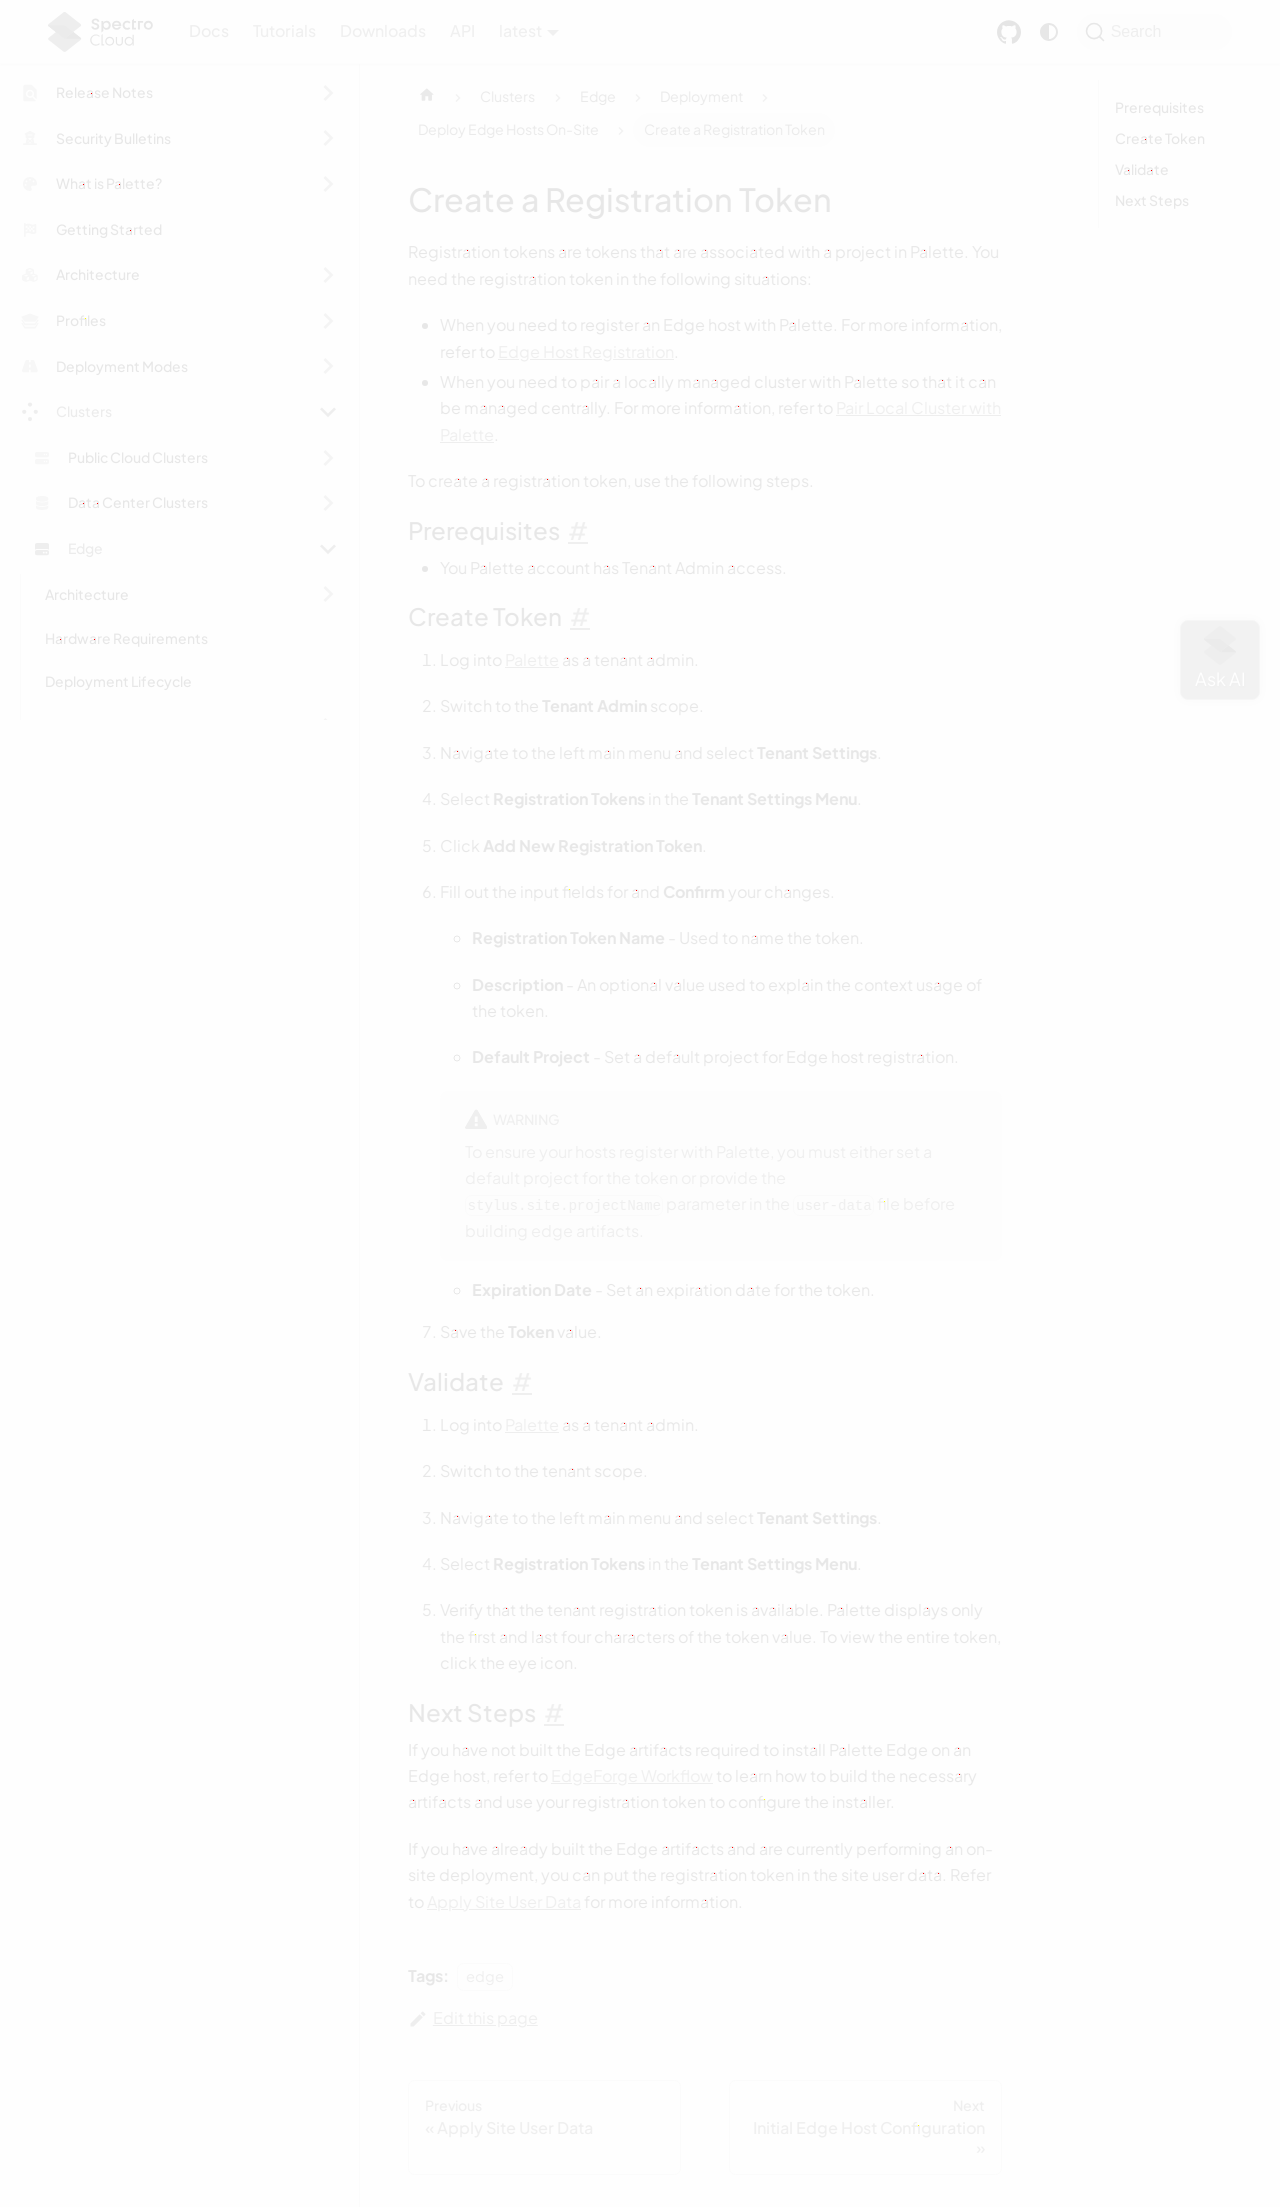 Spectro
Cloud
Docs
Tutorials
Downloads
API
latest
Search
Release Notes
Security Bulletins
What is Palette?
Getting Started
Architecture
Profiles
Deployment Modes
Clusters
Public Cloud Clusters
Data Center Clusters
Edge
Architecture
Hardware Requirements
Deployment Lifecycle
Clusters
Edge
Deployment
Deploy Edge Hosts On-Site
Create a Registration Token
Create a Registration Token
Registration tokens are tokens that are associated with a project in Palette. You
need the registration token in the following situations:
• When you need to register an Edge host with Palette. For more information,
refer to Edge Host Registration.
• When you need to pair a locally managed cluster with Palette so that it can
be managed centrally. For more information, refer to Pair Local Cluster with
Palette.
To create a registration token, use the following steps.
Prerequisites #
• You Palette account has Tenant Admin access.
Create Token #
1. Log into Palette as a tenant admin.
2. Switch to the Tenant Admin scope.
3. Navigate to the left main menu and select Tenant Settings.
4. Select Registration Tokens in the Tenant Settings Menu.
5. Click Add New Registration Token.
6. Fill out the input fields for and Confirm your changes.
○ Registration Token Name - Used to name the token.
○ Description - An optional value used to explain the context usage of
the token.
○ Default Project - Set a default project for Edge host registration.
WARNING
To ensure your hosts register with Palette, you must either set a
default project for the token or provide the
stylus.site.projectName parameter in the user-data file before
building edge artifacts.
○ Expiration Date - Set an expiration date for the token.
7. Save the Token value.
Validate #
1. Log into Palette as a tenant admin.
2. Switch to the tenant scope.
3. Navigate to the left main menu and select Tenant Settings.
4. Select Registration Tokens in the Tenant Settings Menu.
5. Verify that the tenant registration token is available. Palette displays only
the first and last four characters of the token value. To view the entire token,
click the eye icon.
Next Steps #
If you have not built the Edge artifacts required to install Palette Edge on an
Edge host, refer to EdgeForge Workflow to learn how to build the necessary
artifacts and use your registration token to configure the installer.
If you have already built the Edge artifacts and are currently performing an on-
site deployment, you can put the registration token in the site user data. Refer
to Apply Site User Data for more information.
Tags: edge
Edit this page
Previous
« Apply Site User Data
Next
Initial Edge Host Configuration
»
Prerequisites
Create Token
Validate
Next Steps
Ask AI